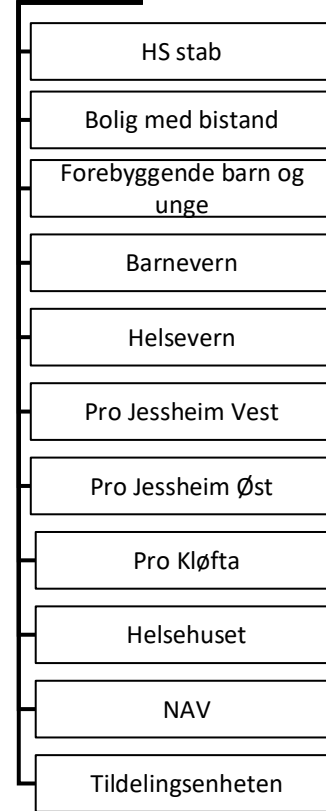 HS stab
Bolig med bistand
Forebyggende barn og
unge
Barnevern
Helsevern
Pro Jessheim Vest
Pro Jessheim Øst
Pro Kløfta
Helsehuset
NAV
Tildelingsenheten